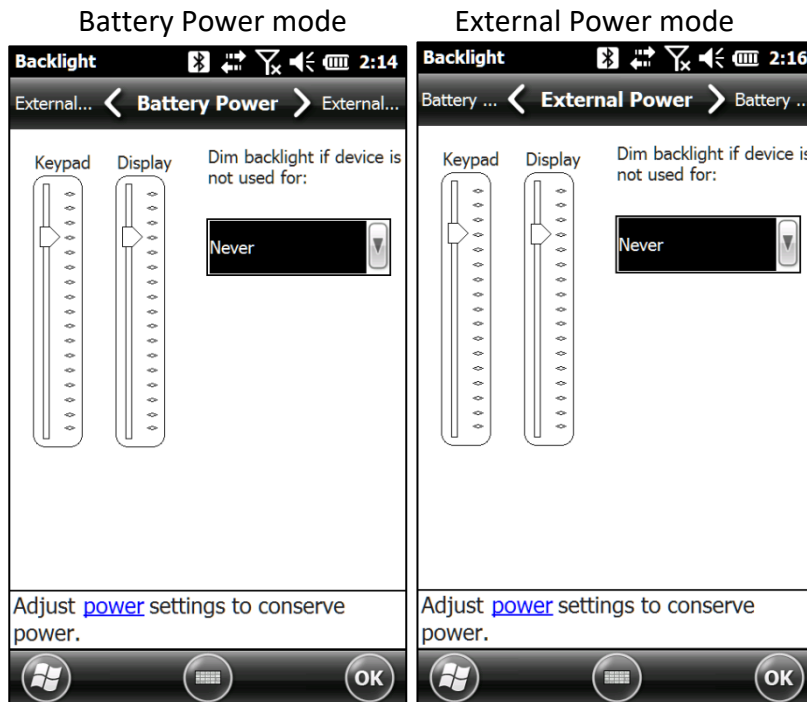 Battery Power mode
External Power mode
Backlight 2:14
External... Battery Power External...
Keypad Display Dim backlight if device is
not used for:
Never
Adjust power settings to conserve
power.
OK
Backlight 2:16
Battery ... External Power Battery ..
Keypad Display Dim backlight if device is
not used for:
Never
Adjust power settings to conserve
power.
OK